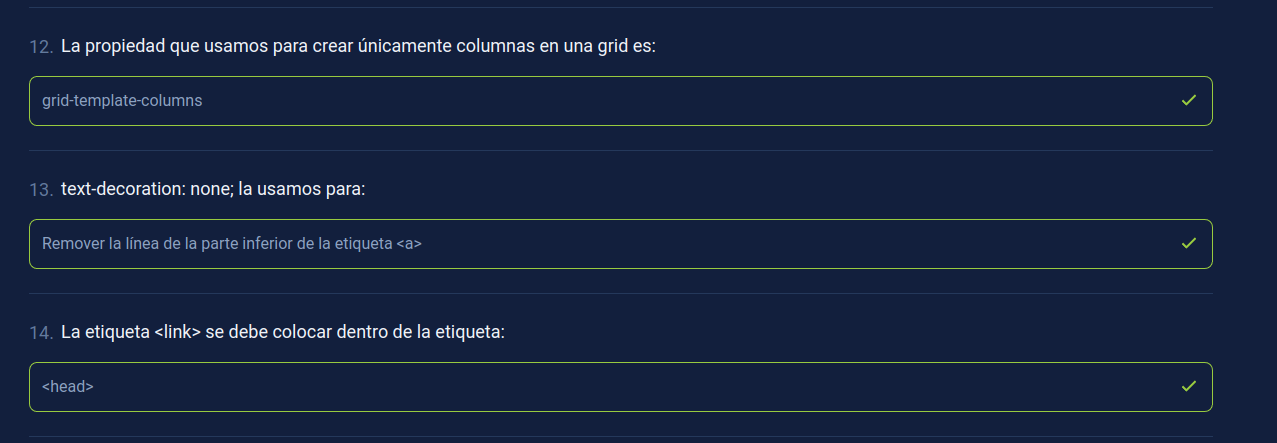 12. La propiedad que usamos para crear únicamente columnas en una grid es:
grid-template-columns
13. text-decoration: none; la usamos para:
Remover la línea de la parte inferior de la etiqueta <a>
14. La etiqueta <link> se debe colocar dentro de la etiqueta:
<head>